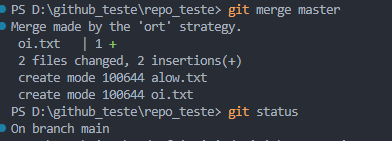 PS D:\github_teste\repo_teste> git merge master
Merge made by the 'ort' strategy.
 oi.txt   | 1 +
 2 files changed, 2 insertions(+)
 create mode 100644 alow.txt
 create mode 100644 oi.txt
PS D:\github_teste\repo_teste> git status
On branch main